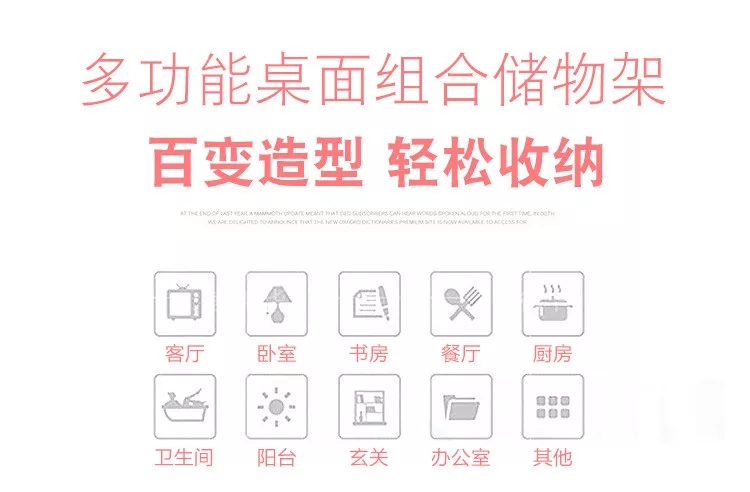 多功能桌面组合储物架
百变造型 轻松收纳
AT THE END OF LAST YEAR, A MAMMOTH UPDATE MEANT THAT OED SUBSCRIBERS CAN HEAR WORDS SPOKEN ALOUD FOR THE FIRST TIME, IN BOTH
WE ARE DELIGHTED TO ANNOUNCE THAT THE NEW OXFORD DICTIONARIES PREMIUM SITE IS NOW AVAILABLE TO ACCESS FOR
客厅 卧室 书房 餐厅 厨房
卫生间 阳台 玄关 办公室 其他